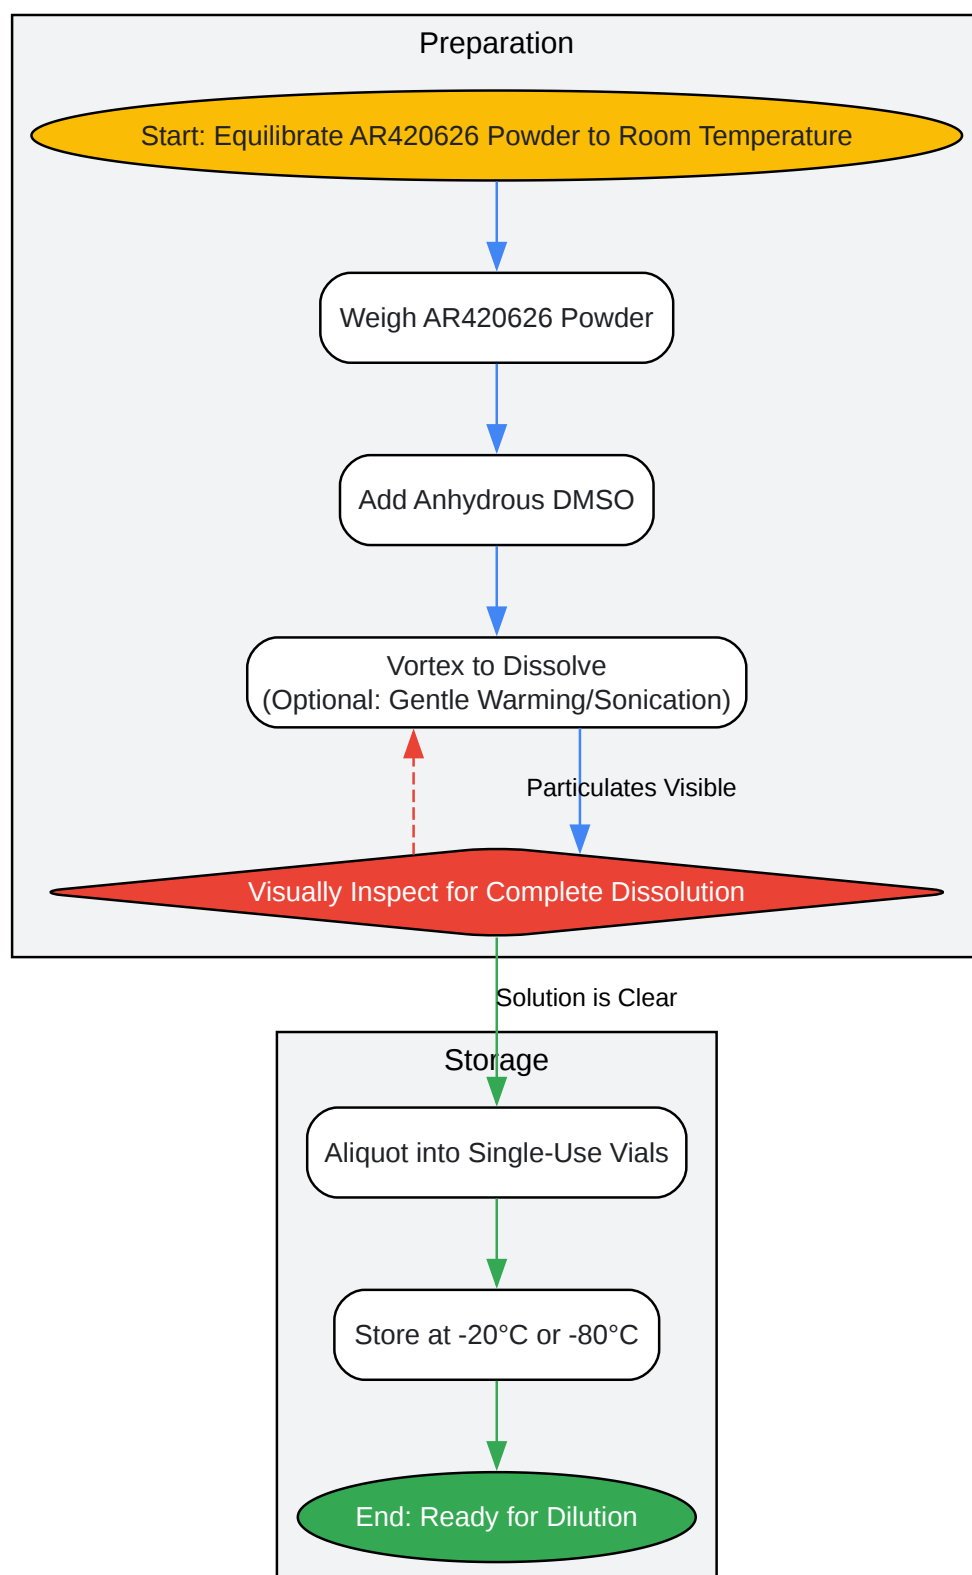 Preparation
Start: Equilibrate AR420626 Powder to Room Temperature
Weigh AR420626 Powder
Add Anhydrous DMSO
Vortex to Dissolve
(Optional: Gentle Warming/Sonication)
Particulates Visible
Visually Inspect for Complete Dissolution
Solution is Clear
Storage
Aliquot into Single-Use Vials
Store at -20°C or -80°C
End: Ready for Dilution